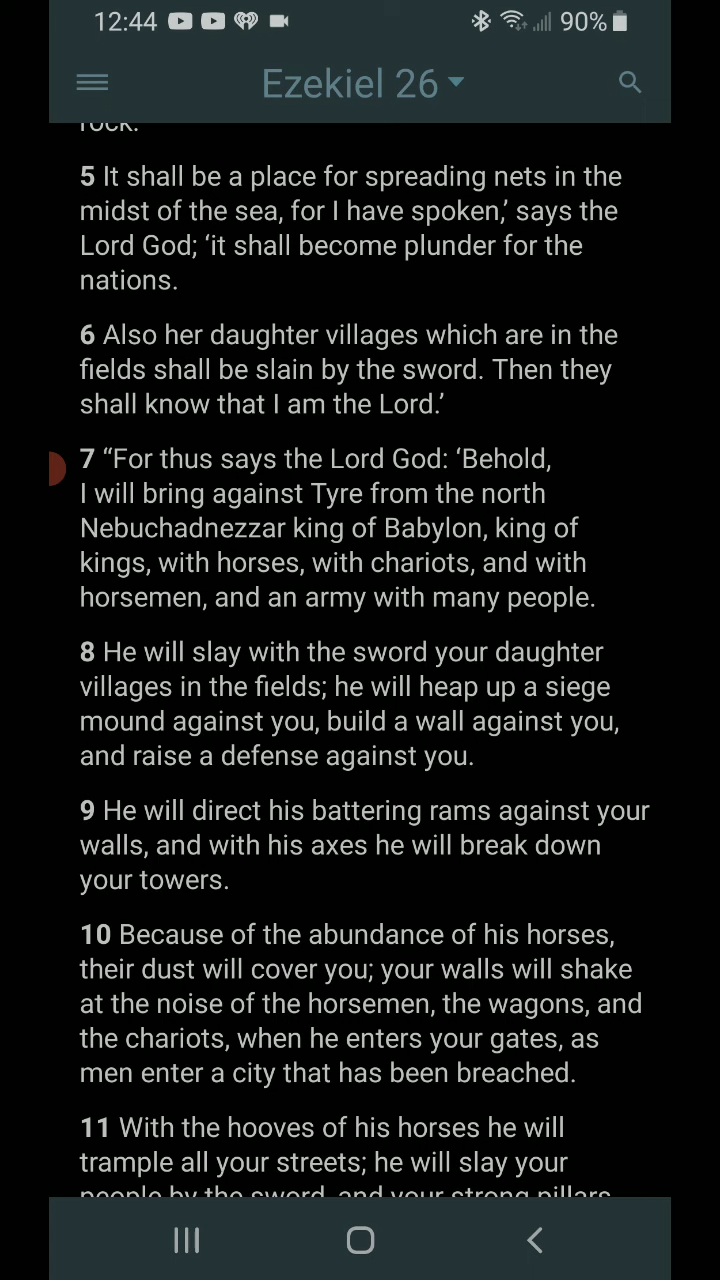 12:44 90%
Ezekiel 26
rock.
5 It shall be a place for spreading nets in the
midst of the sea, for I have spoken,’ says the
Lord God; ‘it shall become plunder for the
nations.
6 Also her daughter villages which are in the
fields shall be slain by the sword. Then they
shall know that I am the Lord.’
7 “For thus says the Lord God: ‘Behold,
I will bring against Tyre from the north
Nebuchadnezzar king of Babylon, king of
kings, with horses, with chariots, and with
horsemen, and an army with many people.
8 He will slay with the sword your daughter
villages in the fields; he will heap up a siege
mound against you, build a wall against you,
and raise a defense against you.
9 He will direct his battering rams against your
walls, and with his axes he will break down
your towers.
10 Because of the abundance of his horses,
their dust will cover you; your walls will shake
at the noise of the horsemen, the wagons, and
the chariots, when he enters your gates, as
men enter a city that has been breached.
11 With the hooves of his horses he will
trample all your streets; he will slay your
people by the sword, and your strong pillars